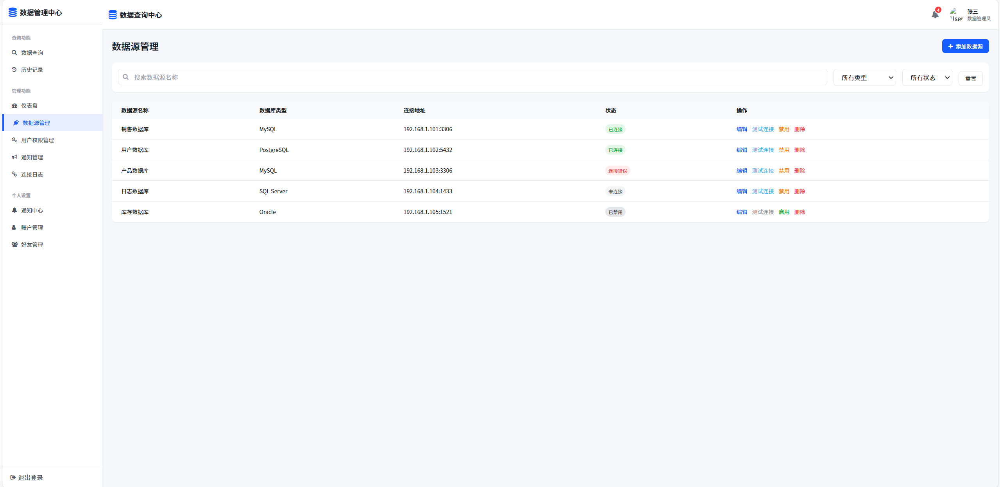 数据管理中心
查询功能
数据查询
历史记录
管理功能
仪表盘
数据源管理
用户权限管理
通知管理
连接日志
个人设置
通知中心
账户管理
好友管理
退出登录
数据查询中心
4
User
张三
数据管理员
数据源管理
添加数据源
搜索数据源名称
所有类型
所有状态
重置
数据源名称 数据库类型 连接地址 状态 操作
销售数据库 MySQL 192.168.1.101:3306 已连接 编辑 测试连接 禁用 删除
用户数据库 PostgreSQL 192.168.1.102:5432 已连接 编辑 测试连接 禁用 删除
产品数据库 MySQL 192.168.1.103:3306 连接错误 编辑 测试连接 禁用 删除
日志数据库 SQL Server 192.168.1.104:1433 未连接 编辑 测试连接 禁用 删除
库存数据库 Oracle 192.168.1.105:1521 已禁用 编辑 测试连接 启用 删除